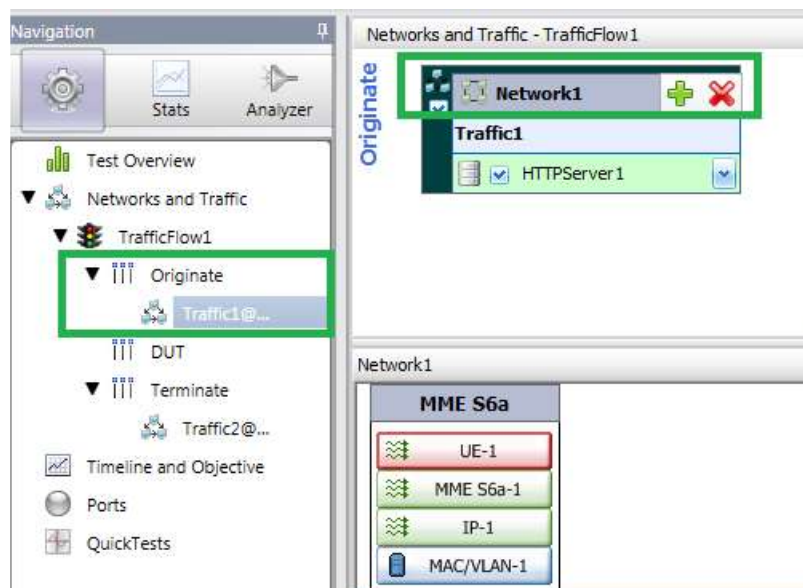 Navigation
Stats
Analyzer
Test Overview
Networks and Traffic
TrafficFlow1
Originate
Traffic1@...
DUT
Terminate
Traffic2@...
Timeline and Objective
Ports
QuickTests
Networks and Traffic - TrafficFlow1
Originate
Network1
Traffic1
HTTPServer1
Network1
MME S6a
UE-1
MME S6a-1
IP-1
MAC/VLAN-1